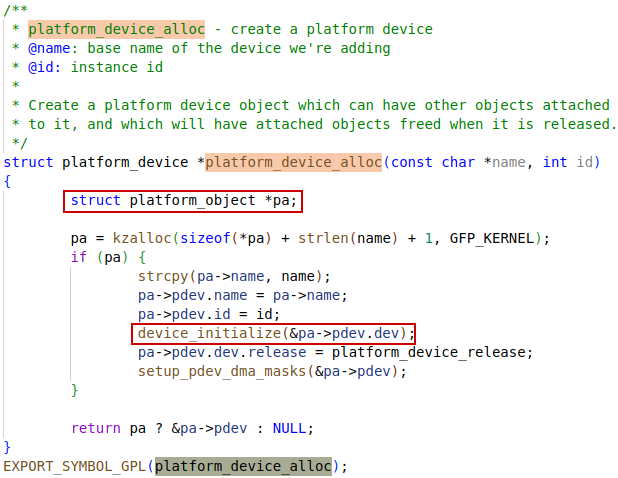 /**
 * platform_device_alloc - create a platform device
 * @name: base name of the device we're adding
 * @id: instance id
 *
 * Create a platform device object which can have other objects attached
 * to it, and which will have attached objects freed when it is released.
 */
struct platform_device *platform_device_alloc(const char *name, int id)
{
        struct platform_object *pa;

        pa = kzalloc(sizeof(*pa) + strlen(name) + 1, GFP_KERNEL);
        if (pa) {
                strcpy(pa->name, name);
                pa->pdev.name = pa->name;
                pa->pdev.id = id;
                device_initialize(&pa->pdev.dev);
                pa->pdev.dev.release = platform_device_release;
                setup_pdev_dma_masks(&pa->pdev);
        }

        return pa ? &pa->pdev : NULL;
}
EXPORT_SYMBOL_GPL(platform_device_alloc);